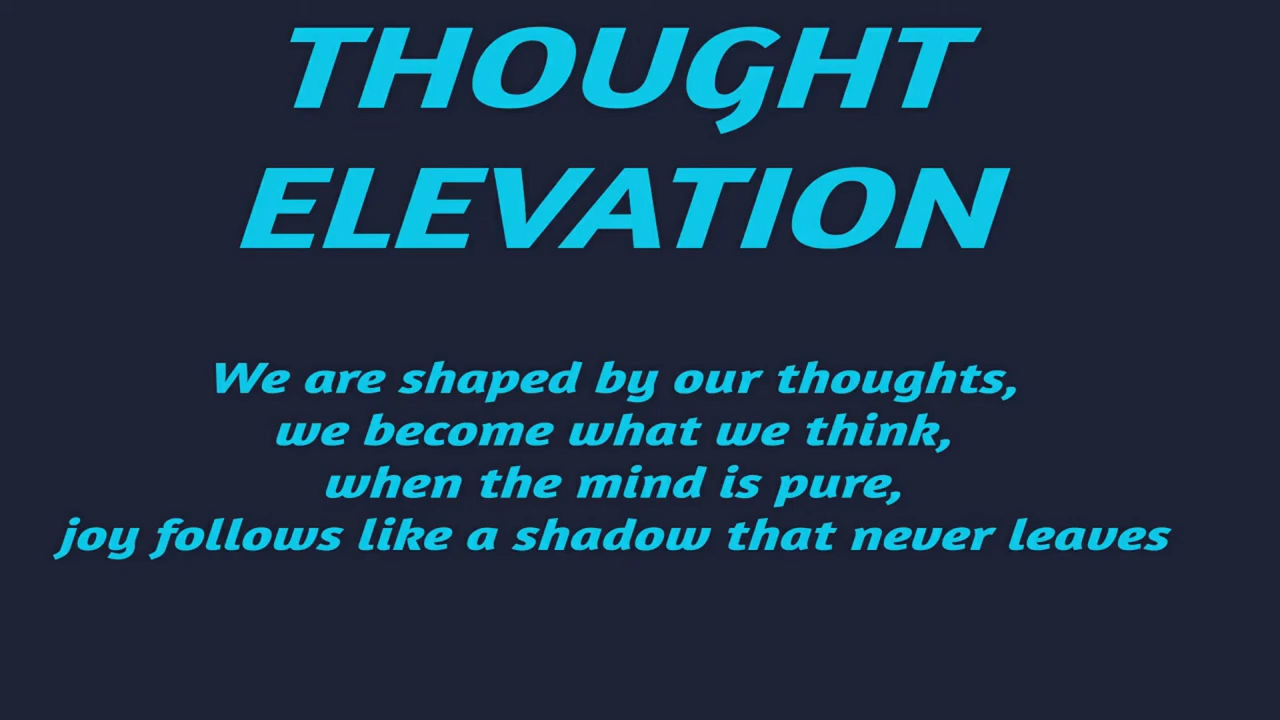 THOUGHT
ELEVATION
We are shaped by our thoughts,
we become what we think,
when the mind is pure,
joy follows like a shadow that never leaves